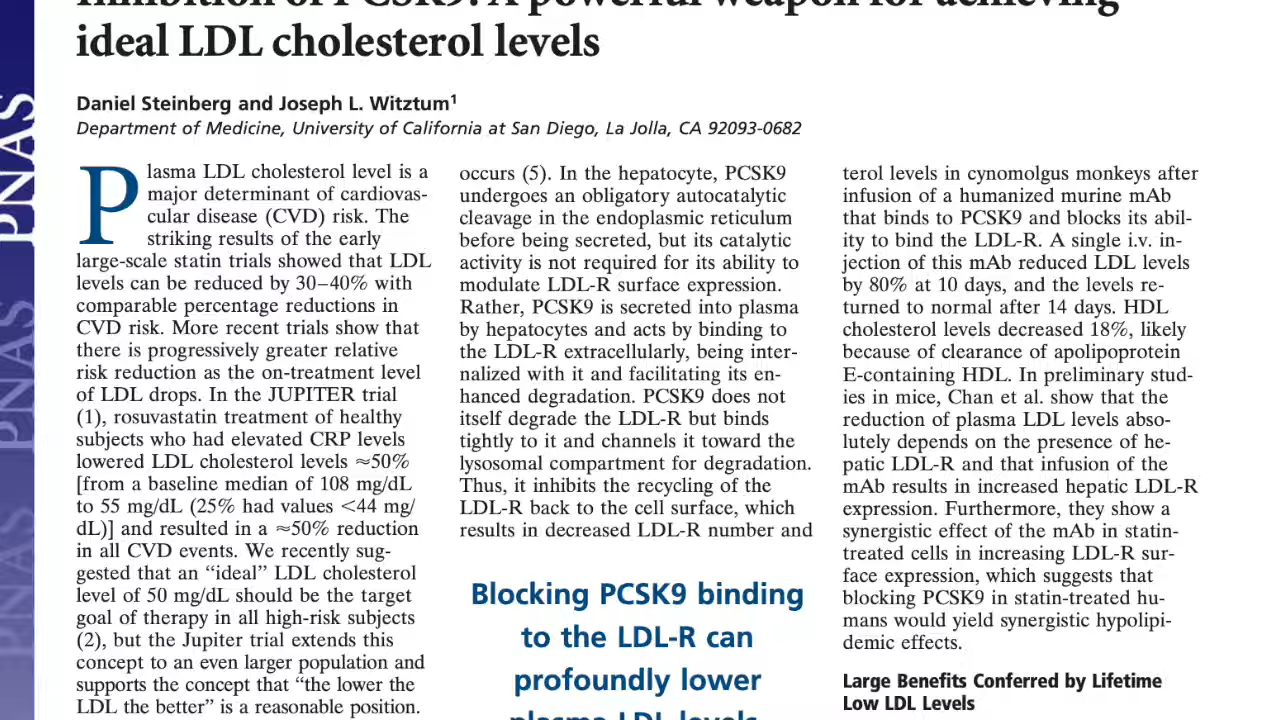 Inhibition of PCSK9: A powerful weapon for achieving
ideal LDL cholesterol levels
Daniel Steinberg and Joseph L. Witztum1
Department of Medicine, University of California at San Diego, La Jolla, CA 92093-0682
Plasma LDL cholesterol level is a
major determinant of cardiovas-
cular disease (CVD) risk. The
striking results of the early
large-scale statin trials showed that LDL
levels can be reduced by 30–40% with
comparable percentage reductions in
CVD risk. More recent trials show that
there is progressively greater relative
risk reduction as the on-treatment level
of LDL drops. In the JUPITER trial
(1), rosuvastatin treatment of healthy
subjects who had elevated CRP levels
lowered LDL cholesterol levels ≈50%
[from a baseline median of 108 mg/dL
to 55 mg/dL (25% had values <44 mg/
dL)] and resulted in a ≈50% reduction
in all CVD events. We recently sug-
gested that an “ideal” LDL cholesterol
level of 50 mg/dL should be the target
goal of therapy in all high-risk subjects
(2), but the Jupiter trial extends this
concept to an even larger population and
supports the concept that “the lower the
LDL the better” is a reasonable position.
occurs (5). In the hepatocyte, PCSK9
undergoes an obligatory autocatalytic
cleavage in the endoplasmic reticulum
before being secreted, but its catalytic
activity is not required for its ability to
modulate LDL-R surface expression.
Rather, PCSK9 is secreted into plasma
by hepatocytes and acts by binding to
the LDL-R extracellularly, being inter-
nalized with it and facilitating its en-
hanced degradation. PCSK9 does not
itself degrade the LDL-R but binds
tightly to it and channels it toward the
lysosomal compartment for degradation.
Thus, it inhibits the recycling of the
LDL-R back to the cell surface, which
results in decreased LDL-R number and
Blocking PCSK9 binding
to the LDL-R can
profoundly lower
plasma LDL levels
terol levels in cynomolgus monkeys after
infusion of a humanized murine mAb
that binds to PCSK9 and blocks its abil-
ity to bind the LDL-R. A single i.v. in-
jection of this mAb reduced LDL levels
by 80% at 10 days, and the levels re-
turned to normal after 14 days. HDL
cholesterol levels decreased 18%, likely
because of clearance of apolipoprotein
E-containing HDL. In preliminary stud-
ies in mice, Chan et al. show that the
reduction of plasma LDL levels abso-
lutely depends on the presence of he-
patic LDL-R and that infusion of the
mAb results in increased hepatic LDL-R
expression. Furthermore, they show a
synergistic effect of the mAb in statin-
treated cells in increasing LDL-R sur-
face expression, which suggests that
blocking PCSK9 in statin-treated hu-
mans would yield synergistic hypolipi-
demic effects.
Large Benefits Conferred by Lifetime
Low LDL Levels
PNAS
PNAS
PNAS